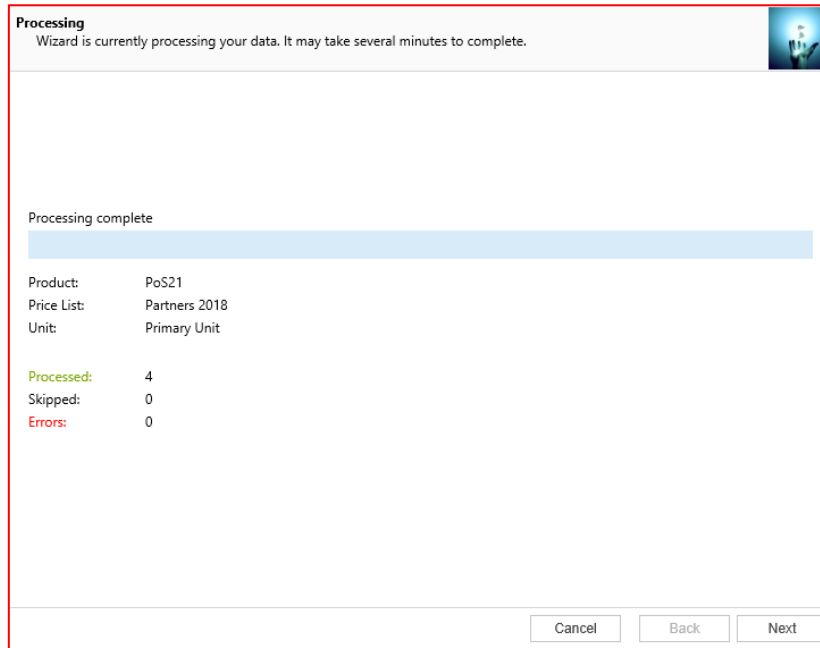 Processing
Wizard is currently processing your data. It may take several minutes to complete.
Processing complete
Product: PoS21
Price List: Partners 2018
Unit: Primary Unit
Processed: 4
Skipped: 0
Errors: 0
Cancel Back Next